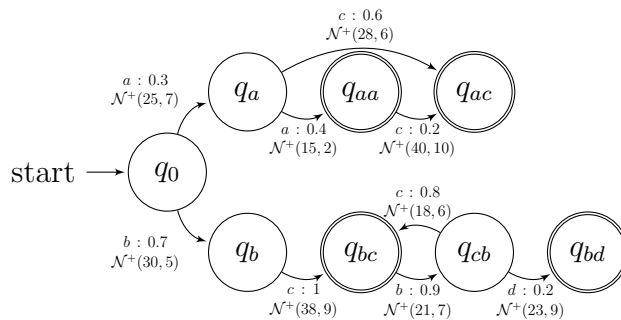 c : 0.6
𝒩⁺(28, 6)
a : 0.3
𝒩⁺(25, 7)
q_a
q_aa
q_ac
a : 0.4
𝒩⁺(15, 2)
c : 0.2
𝒩⁺(40, 10)
start
q_0
c : 0.8
𝒩⁺(18, 6)
b : 0.7
𝒩⁺(30, 5)
q_b
q_bc
q_cb
q_bd
c : 1
𝒩⁺(38, 9)
b : 0.9
𝒩⁺(21, 7)
d : 0.2
𝒩⁺(23, 9)